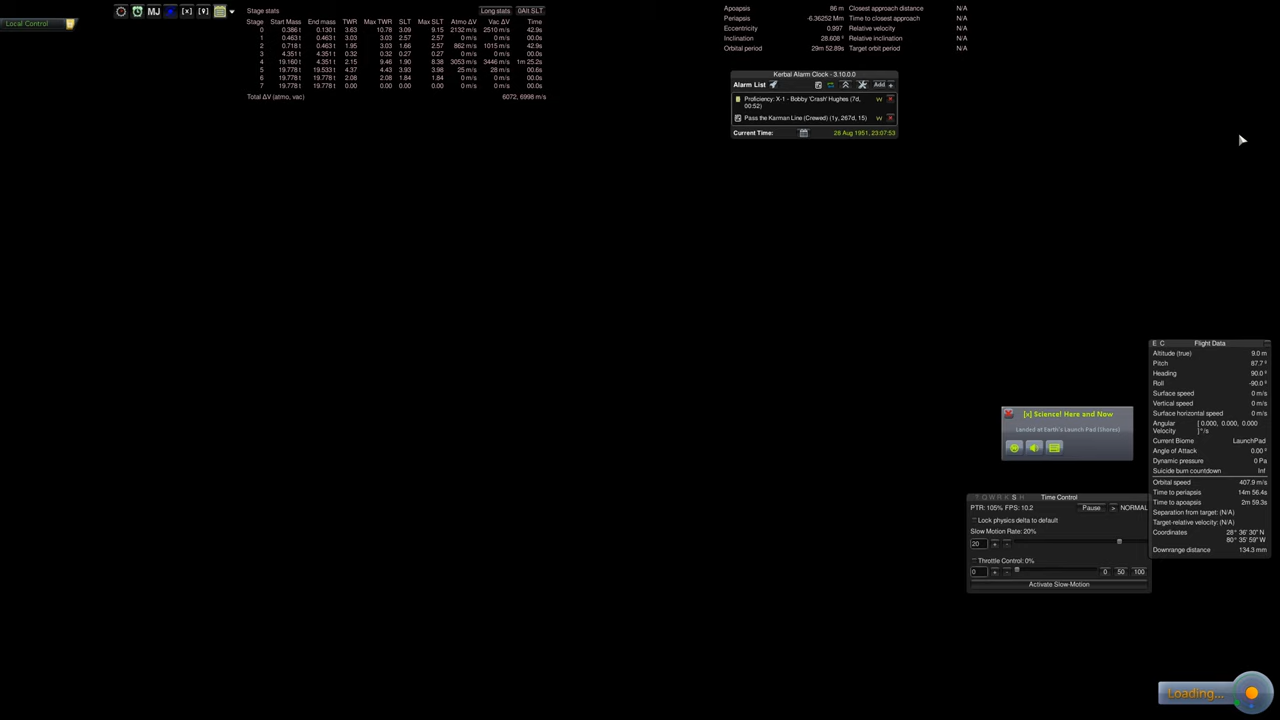 Local Control
MJ
Stage stats Long stats 0Alt SLT
Stage Start Mass End mass TWR Max TWR SLT Max SLT Atmo ΔV Vac ΔV Time
0 0.386 t 0.130 t 3.63 10.78 3.09 9.15 2132 m/s 2510 m/s 42.9s
1 0.463 t 0.463 t 3.03 3.03 2.57 2.57 0 m/s 0 m/s 00.0s
2 0.718 t 0.463 t 1.95 3.03 1.66 2.57 862 m/s 1015 m/s 42.9s
3 4.351 t 4.351 t 0.32 0.32 0.27 0.27 0 m/s 0 m/s 00.0s
4 19.160 t 4.351 t 2.15 9.46 1.90 8.38 3053 m/s 3446 m/s 1m 25.2s
5 19.778 t 19.533 t 4.37 4.43 3.93 3.98 25 m/s 28 m/s 00.6s
6 19.778 t 19.778 t 2.08 2.08 1.84 1.84 0 m/s 0 m/s 00.0s
7 19.778 t 19.778 t 0.00 0.00 0.00 0.00 0 m/s 0 m/s 00.0s
Total ΔV (atmo, vac) 6072, 6998 m/s
Apoapsis 86 m Closest approach distance N/A
Periapsis -6.36252 Mm Time to closest approach N/A
Eccentricity 0.997 Relative velocity N/A
Inclination 28.608 º Relative inclination N/A
Orbital period 29m 52.89s Target orbit period N/A
Kerbal Alarm Clock - 3.10.0.0
Alarm List Add +
Proficiency: X-1 - Bobby 'Crash' Hughes (7d,
00:52)
Pass the Karman Line (Crewed) (1y, 267d, 15)
Current Time: 28 Aug 1951, 23:07:53
E C Flight Data
Altitude (true) 9.0 m
Pitch 87.7 º
Heading 90.0 º
Roll -90.0 º
Surface speed 0 m/s
Vertical speed 0 m/s
Surface horizontal speed 0 m/s
Angular [ 0.000, 0.000, 0.000
Velocity ]°/s
Current Biome LaunchPad
Angle of Attack 0.00 º
Dynamic pressure 0 Pa
Suicide burn countdown Inf
Orbital speed 407.9 m/s
Time to periapsis 14m 56.4s
Time to apoapsis 2m 59.3s
Separation from target: (N/A)
Target-relative velocity: (N/A)
Coordinates 28° 36' 30" N
80° 35' 59" W
Downrange distance 134.3 mm
[x] Science! Here and Now
Landed at Earth's Launch Pad (Shores)
T Q W R K S H Time Control
PTR: 105% FPS: 10.2 Pause > NORMAL
Lock physics delta to default
Slow Motion Rate: 20%
20 + -
Throttle Control: 0%
0 + - 0 50 100
Activate Slow-Motion
Loading...